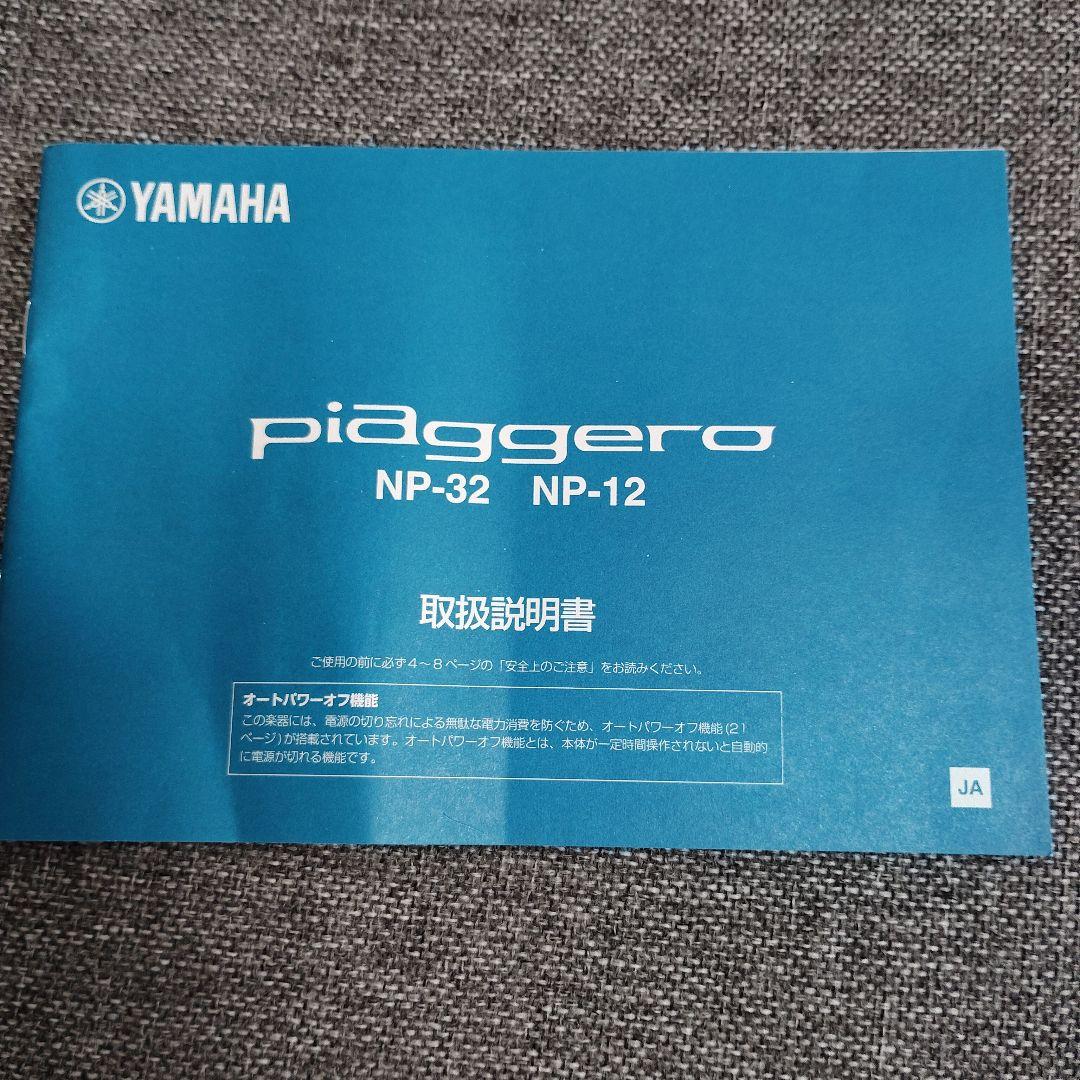 YAMAHA
piaggero
NP-32 NP-12
取扱説明書
ご使用の前に必ず4～8ページの「安全上のご注意」をお読みください。
オートパワーオフ機能
この楽器には、電源の切り忘れによる無駄な電力消費を防ぐため、オートパワーオフ機能(21
ページ)が搭載されています。オートパワーオフ機能とは、本体が一定時間操作されないと自動的
に電源が切れる機能です。
JA